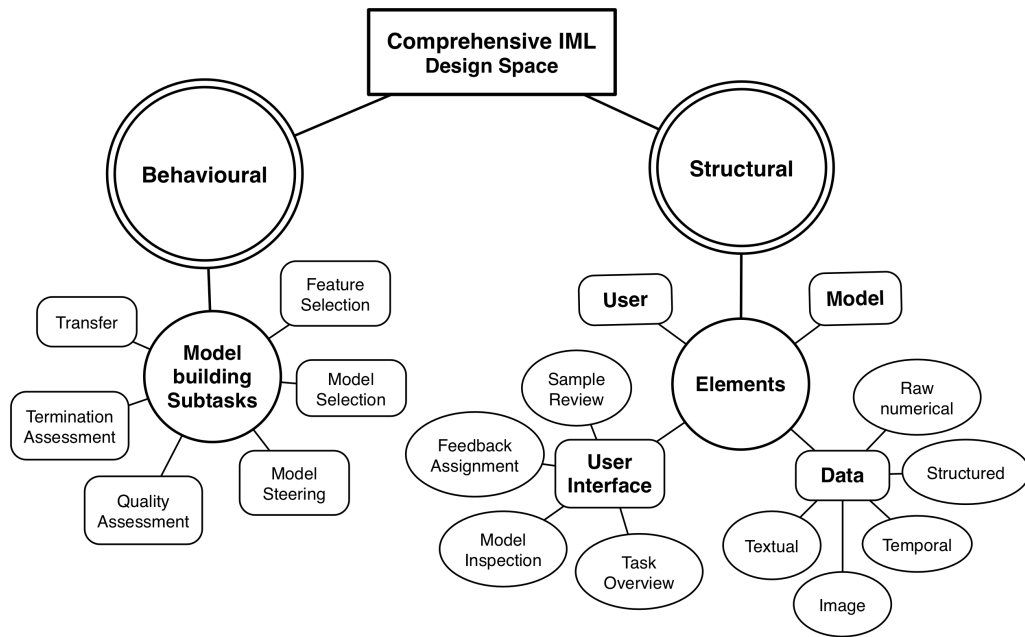 Comprehensive IML
Design Space
Behavioural
Structural
Feature
Selection
Transfer
Model
building
Subtasks
Model
Selection
Termination
Assessment
Model
Steering
Quality
Assessment
User
Model
Elements
Sample
Review
Raw
numerical
Feedback
Assignment
User
Interface
Data
Structured
Model
Inspection
Task
Overview
Textual
Temporal
Image